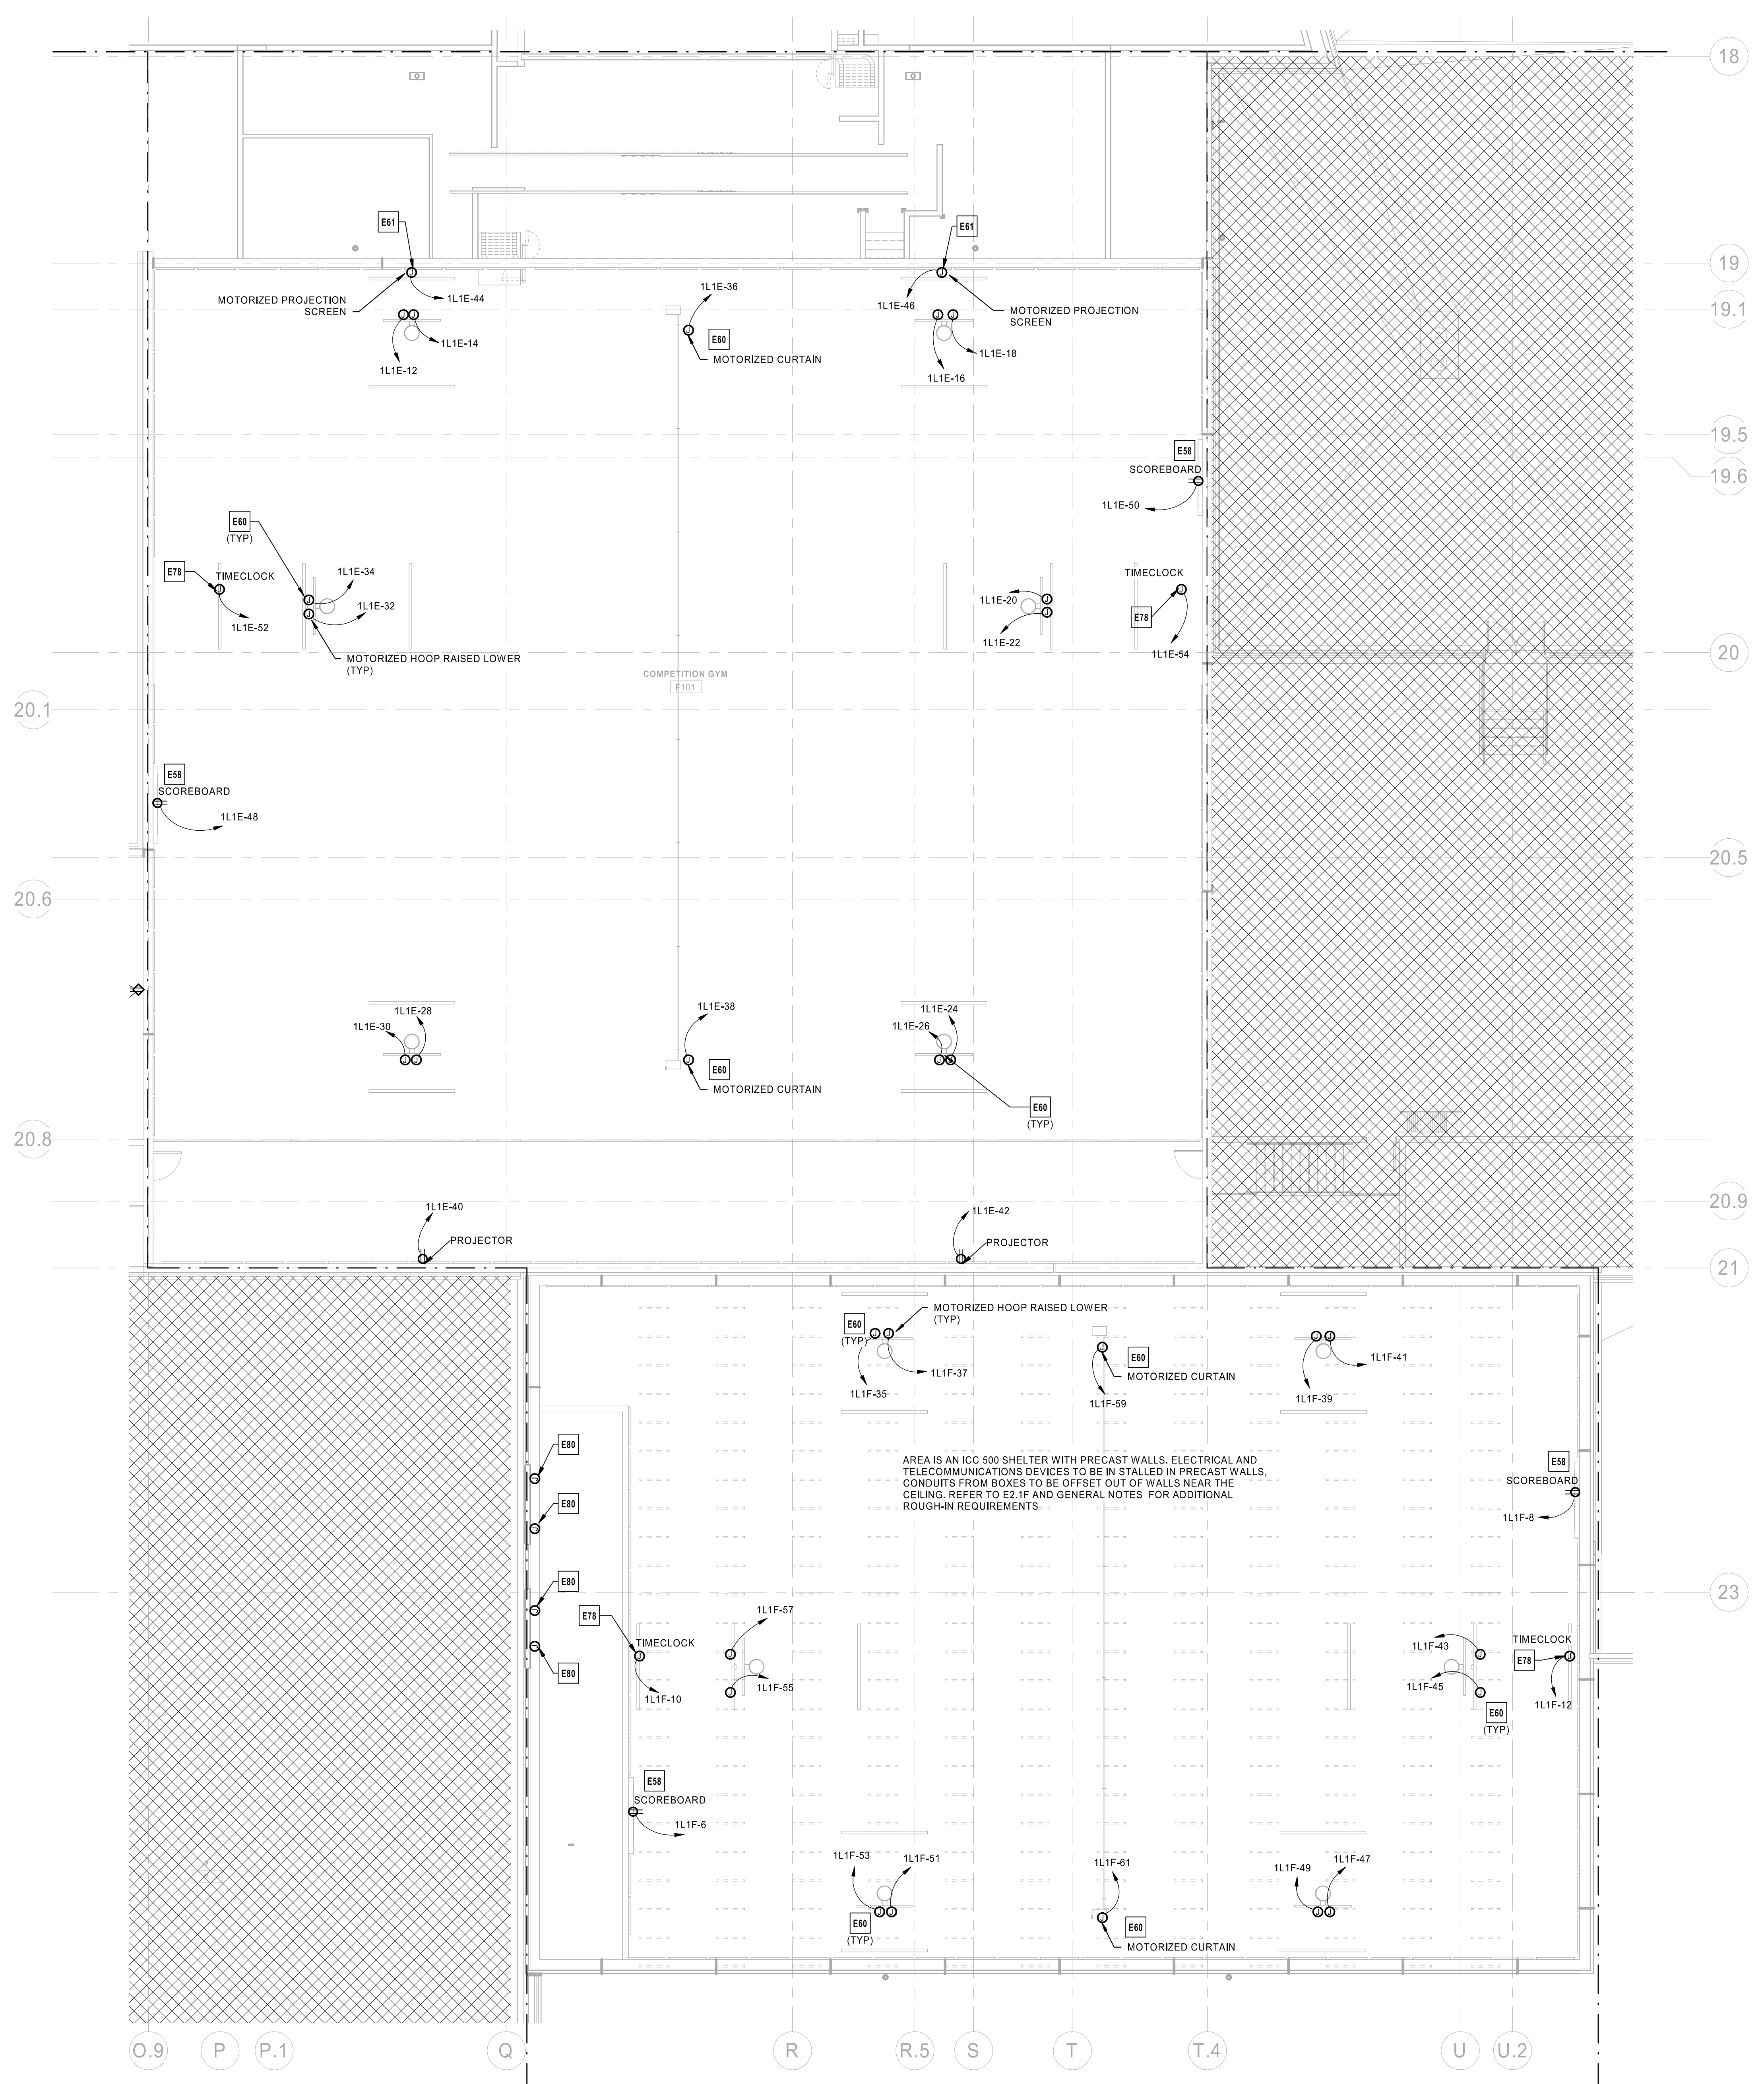 18
E61
E61
19
1L1E-36
1L1E-44
MOTORIZED PROJECTION
SCREEN
1L1E-46
MOTORIZED PROJECTION
SCREEN
19.1
E60
1L1E-14
MOTORIZED CURTAIN
1L1E-18
1L1E-12
1L1E-16
19.5
E58
SCOREBOARD
19.6
1L1E-50
E60
(TYP)
E78
TIMECLOCK
1L1E-34
1L1E-32
1L1E-52
MOTORIZED HOOP RAISED LOWER
(TYP)
TIMECLOCK
1L1E-20
E78
1L1E-22
1L1E-54
20
COMPETITION GYM
F101
20.1
E58
SCOREBOARD
1L1E-48
20.5
20.6
1L1E-28
1L1E-30
1L1E-38
1L1E-24
1L1E-26
E60
MOTORIZED CURTAIN
E60
(TYP)
20.8
20.9
1L1E-40
1L1E-42
PROJECTOR
PROJECTOR
21
MOTORIZED HOOP RAISED LOWER
(TYP)
E60
(TYP)
1L1F-37
1L1F-35
E60
MOTORIZED CURTAIN
1L1F-59
1L1F-41
1L1F-39
E80
E80
E80
E80
AREA IS AN ICC 500 SHELTER WITH PRECAST WALLS. ELECTRICAL AND
TELECOMMUNICATIONS DEVICES TO BE IN STALLED IN PRECAST WALLS,
CONDUITS FROM BOXES TO BE OFFSET OUT OF WALLS NEAR THE
CEILING. REFER TO E2.1F AND GENERAL NOTES FOR ADDITIONAL
ROUGH-IN REQUIREMENTS
E58
SCOREBOARD
1L1F-8
23
E78
TIMECLOCK
1L1F-57
1L1F-55
1L1F-10
1L1F-43
TIMECLOCK
E78
1L1F-45
1L1F-12
E60
(TYP)
E58
SCOREBOARD
1L1F-6
1L1F-53
1L1F-51
1L1F-61
1L1F-49
1L1F-47
E60
(TYP)
E60
MOTORIZED CURTAIN
O.9
P
P.1
Q
R
R.5
S
T
T.4
U
U.2